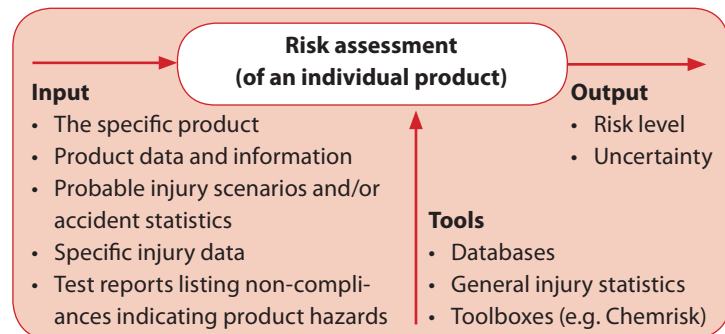 Risk assessment
(of an individual product)
Input
• The specific product
• Product data and information
• Probable injury scenarios and/or
accident statistics
• Specific injury data
• Test reports listing non-compli-
ances indicating product hazards
Tools
• Databases
• General injury statistics
• Toolboxes (e.g. Chemrisk)
Output
• Risk level
• Uncertainty